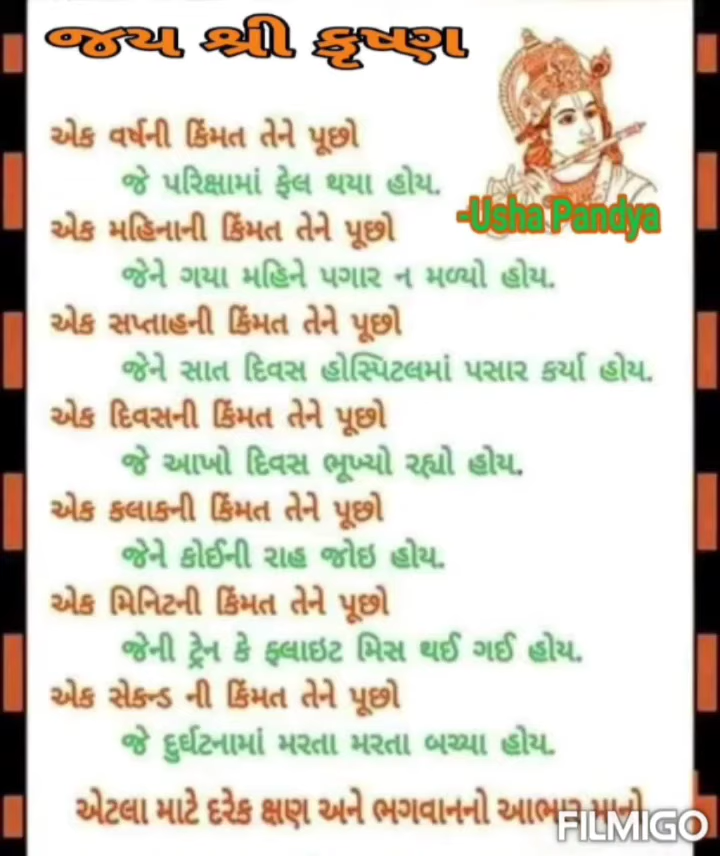 જય શ્રી કૃષ્ણ
એક વર્ષની કિંમત તેને પૂછો
જે પરિક્ષામાં ફેલ થયા હોય.
-Usha Pandya
એક મહિનાની કિંમત તેને પૂછો
જેને ગયા મહિને પગાર ન મળ્યો હોય.
એક સપ્તાહની કિંમત તેને પૂછો
જેને સાત દિવસ હોસ્પિટલમાં પસાર કર્યા હોય.
એક દિવસની કિંમત તેને પૂછો
જે આખો દિવસ ભૂખ્યો રહ્યો હોય.
એક કલાકની કિંમત તેને પૂછો
જેને કોઈની રાહ જોઇ હોય.
એક મિનિટની કિંમત તેને પૂછો
જેની ટ્રેન કે ફ્લાઇટ મિસ થઈ ગઈ હોય.
એક સેકન્ડ ની કિંમત તેને પૂછો
જે દુર્ઘટનામાં મરતા મરતા બચ્યા હોય.
એટલા માટે દરેક ક્ષણ અને ભગવાનનો આભાર માનો
FILMIGO